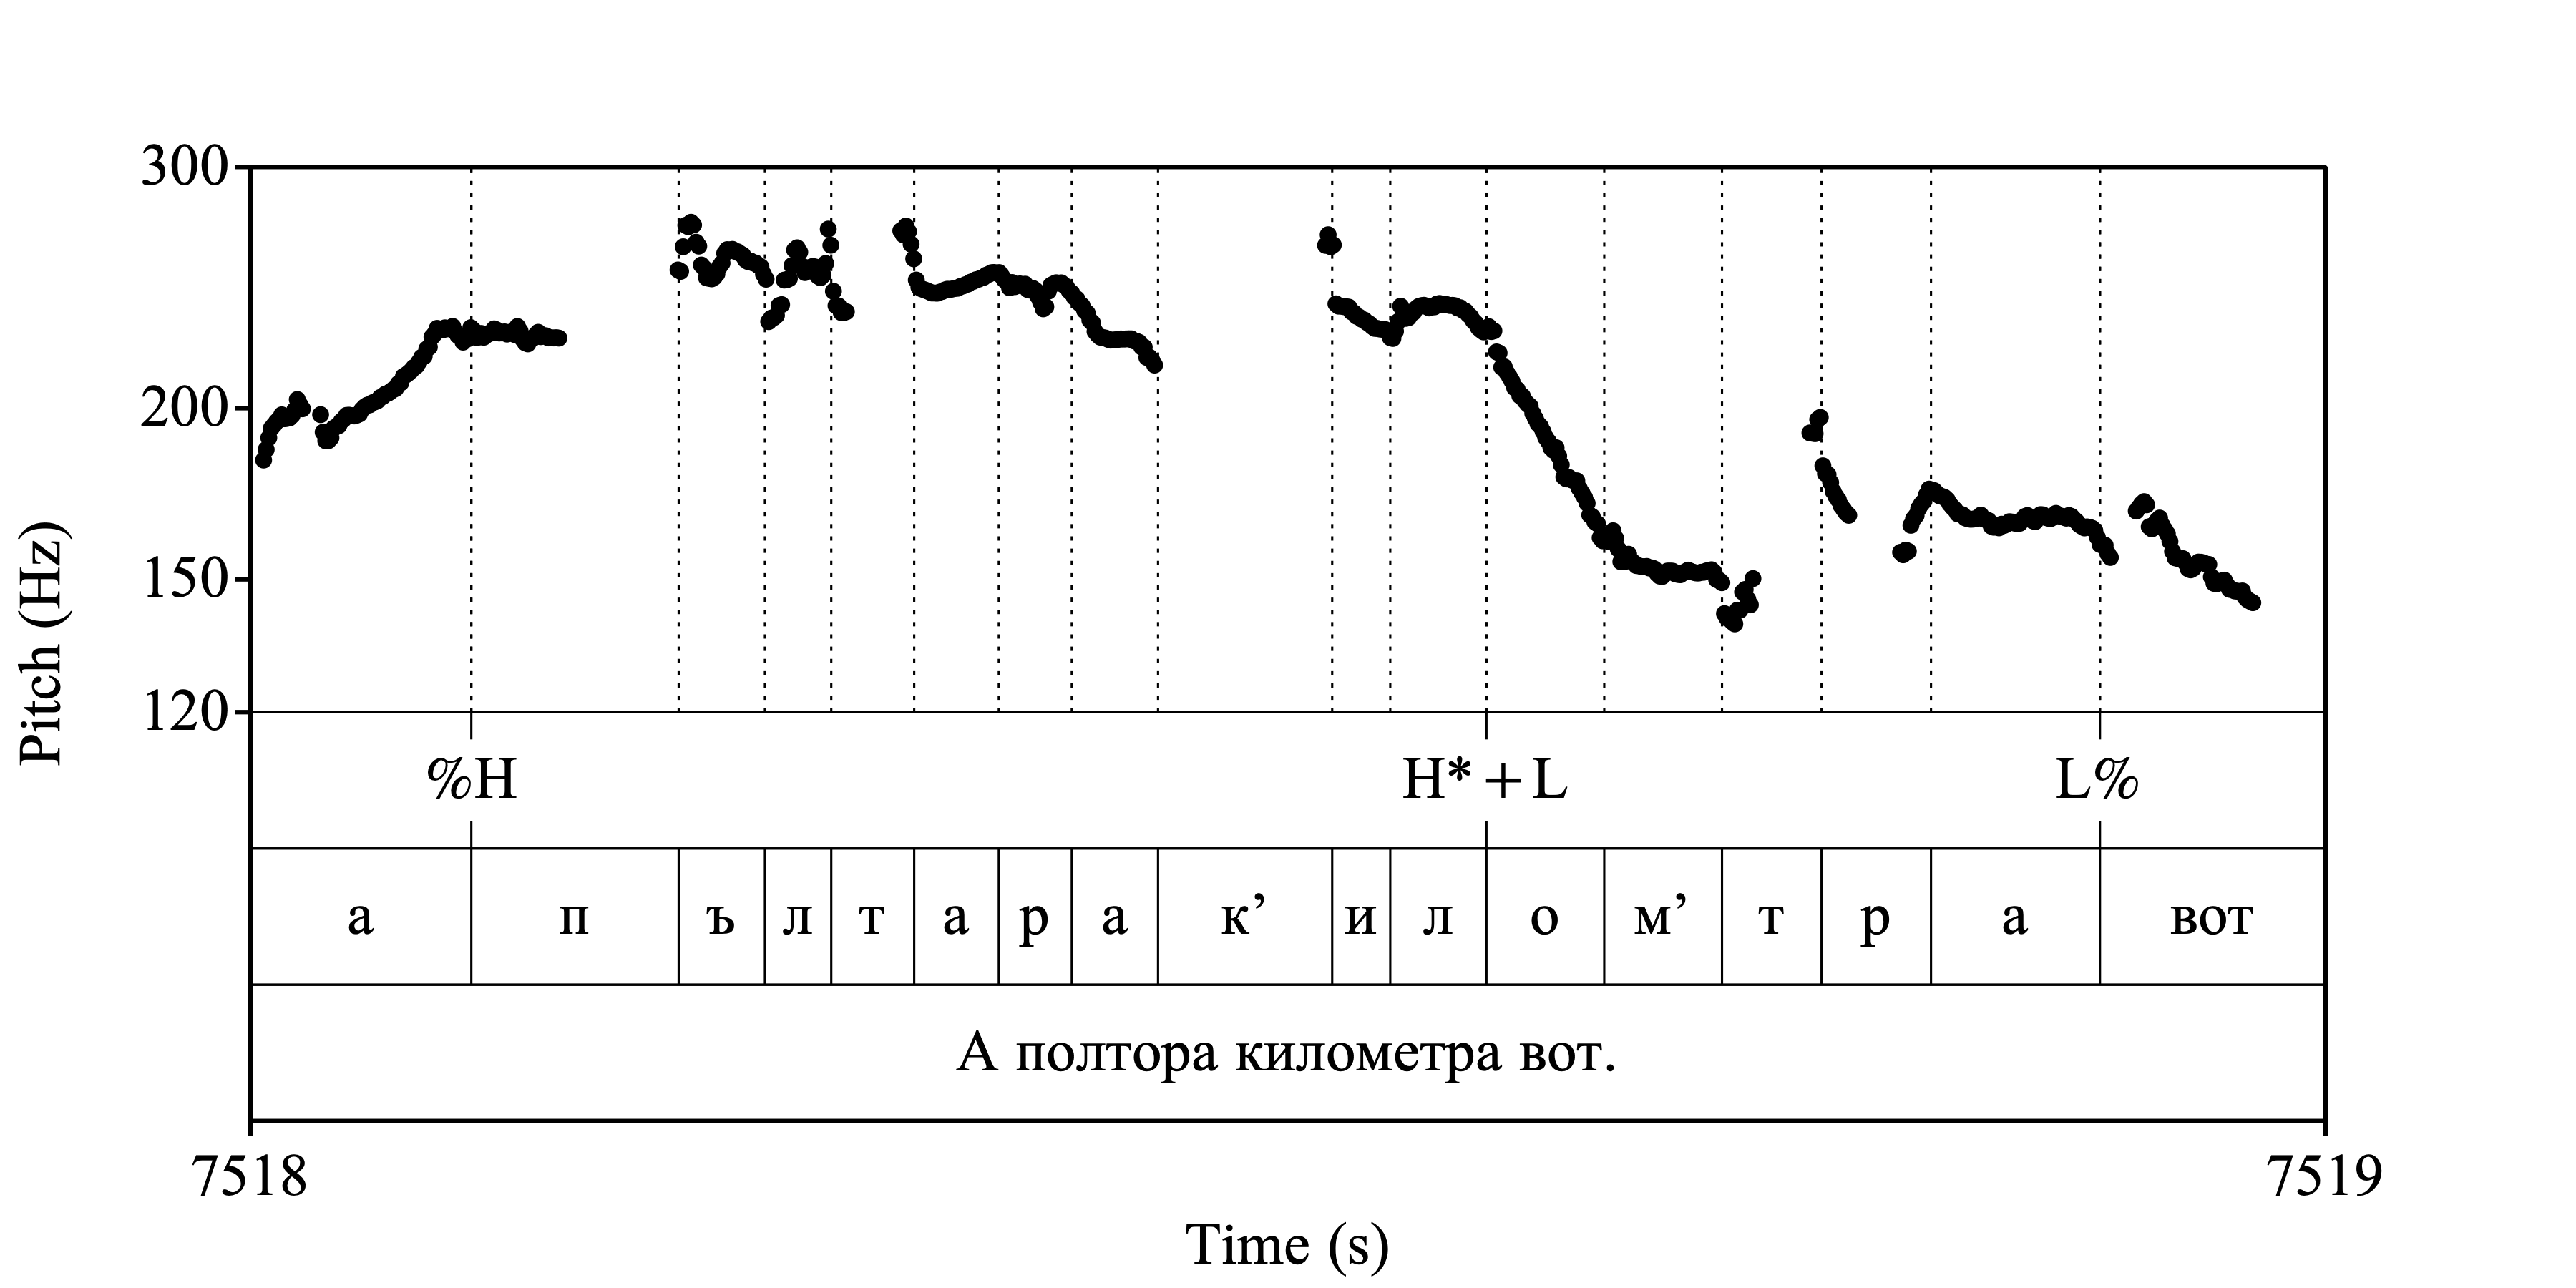 300
200
150
120
Pitch (Hz)
%H H* + L L%
а п ъ л т а р а к’ и л о м’ т р а вот
А полтора километра вот.
7518 7519
Time (s)